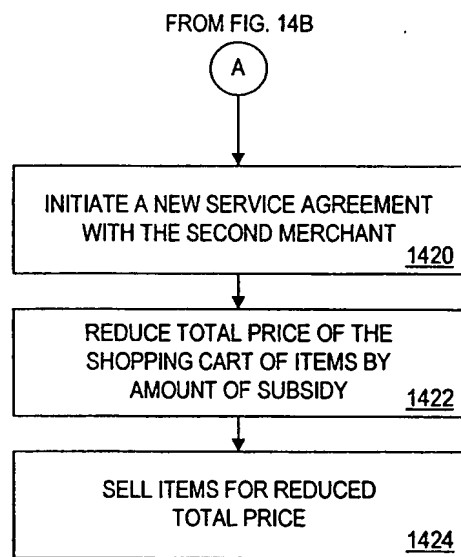 FROM FIG. 14B
A
INITIATE A NEW SERVICE AGREEMENT
WITH THE SECOND MERCHANT
1420
REDUCE TOTAL PRICE OF THE
SHOPPING CART OF ITEMS BY
AMOUNT OF SUBSIDY
1422
SELL ITEMS FOR REDUCED
TOTAL PRICE
1424